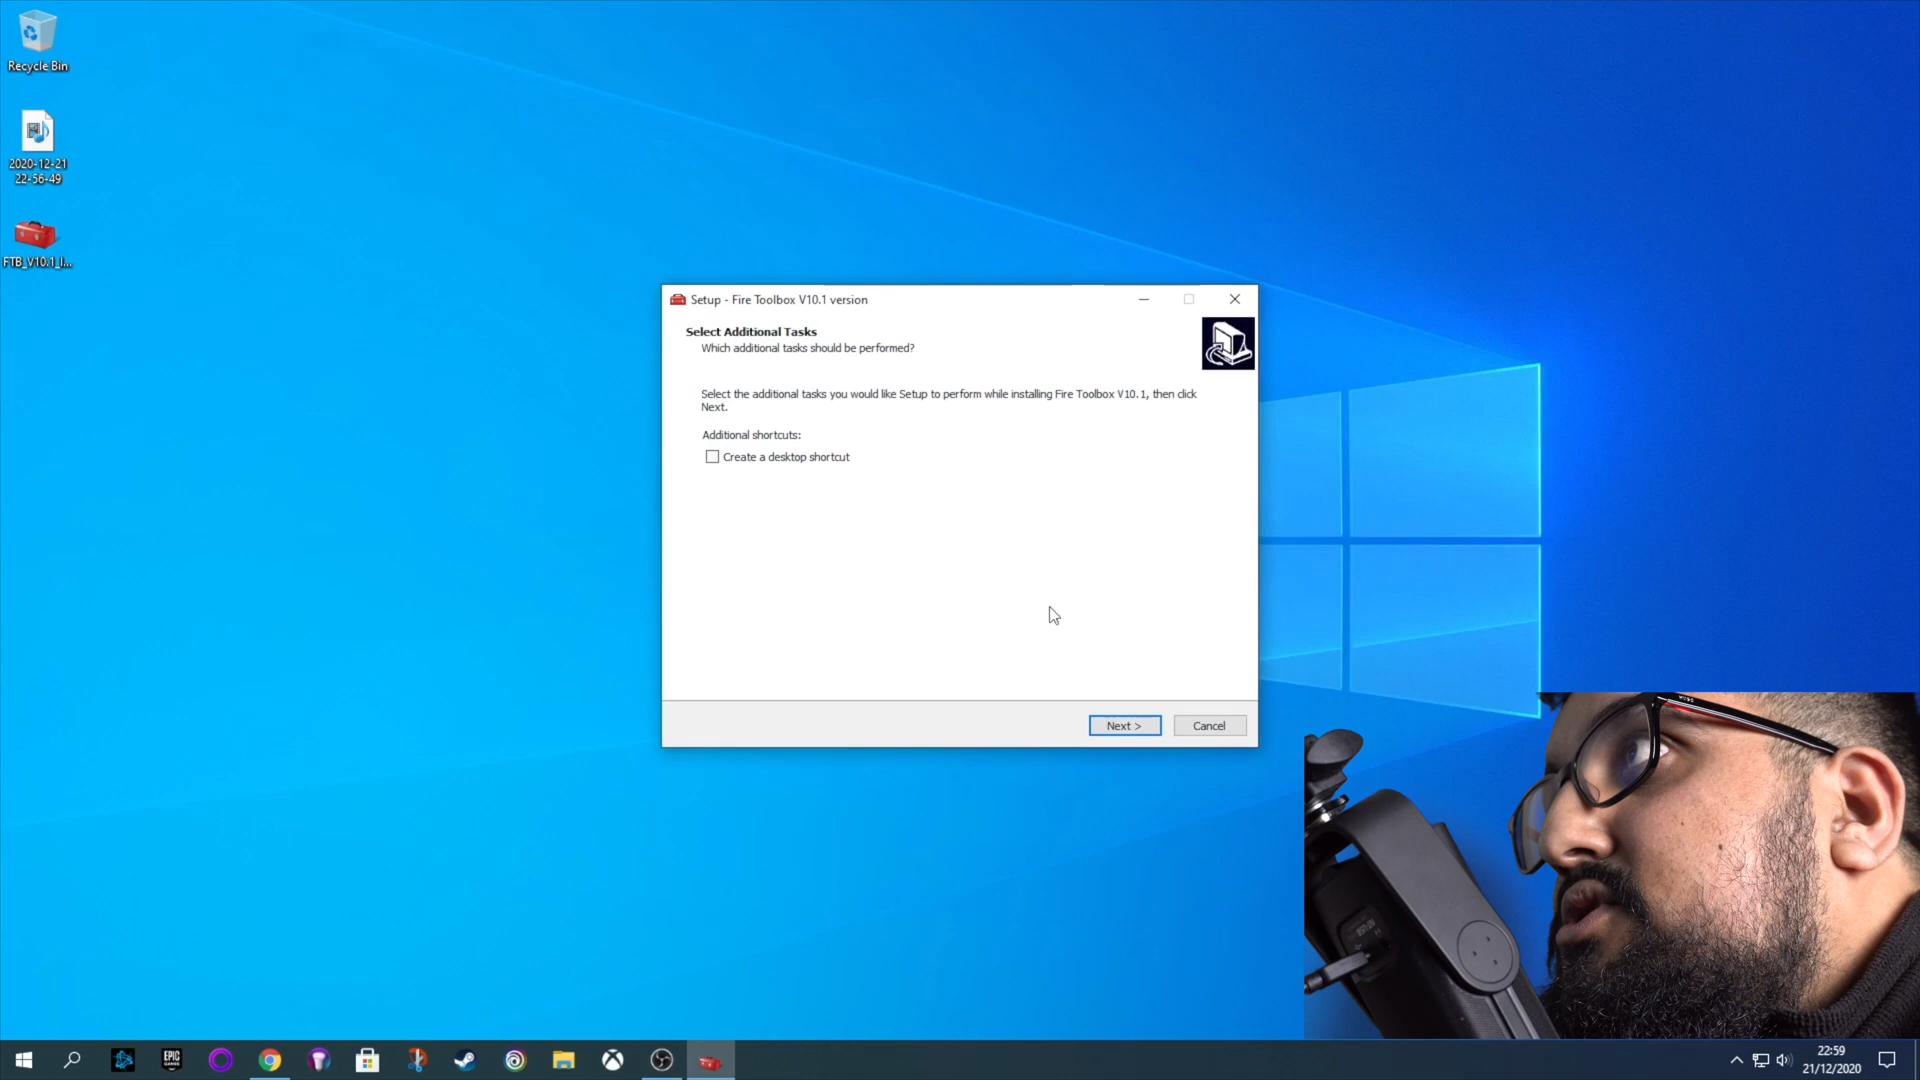 Recycle Bin
2020-12-21
22-56-49
FTB_V10.1_I...
Setup - Fire Toolbox V10.1 version
Select Additional Tasks
Which additional tasks should be performed?
Select the additional tasks you would like Setup to perform while installing Fire Toolbox V10.1, then click
Next.
Additional shortcuts:
Create a desktop shortcut
Next >
Cancel
EPIC
GAMES
22:59
21/12/2020